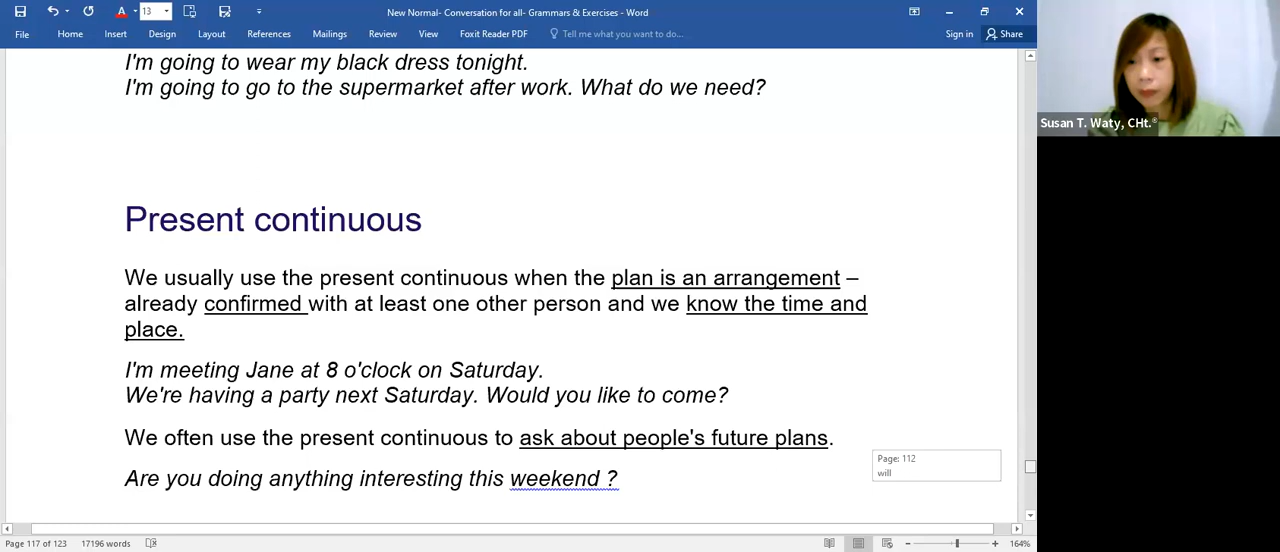 13
New Normal- Conversation for all- Grammars & Exercises - Word
File Home Insert Design Layout References Mailings Review View Foxit Reader PDF Tell me what you want to do... Sign in Share
I'm going to wear my black dress tonight.
I'm going to go to the supermarket after work. What do we need?
Susan T. Waty, CHt.®
Present continuous
We usually use the present continuous when the plan is an arrangement –
already confirmed with at least one other person and we know the time and
place.
I'm meeting Jane at 8 o'clock on Saturday.
We're having a party next Saturday. Would you like to come?
We often use the present continuous to ask about people's future plans.
Are you doing anything interesting this weekend ?
Page: 112
will
Page 117 of 123 17196 words 164%